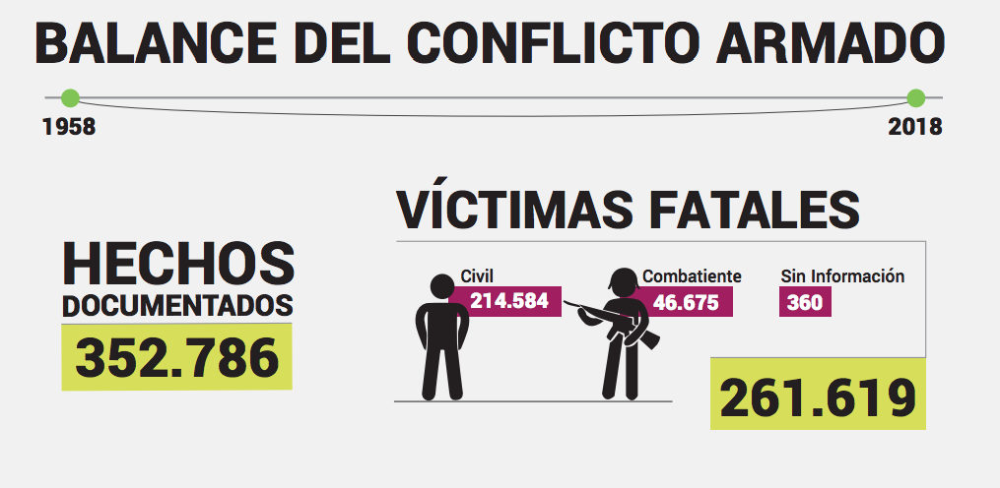 BALANCE DEL CONFLICTO ARMADO
1958
2018
HECHOS
DOCUMENTADOS
352.786
VÍCTIMAS FATALES
Civil
214.584
Combatiente
46.675
Sin Información
360
261.619